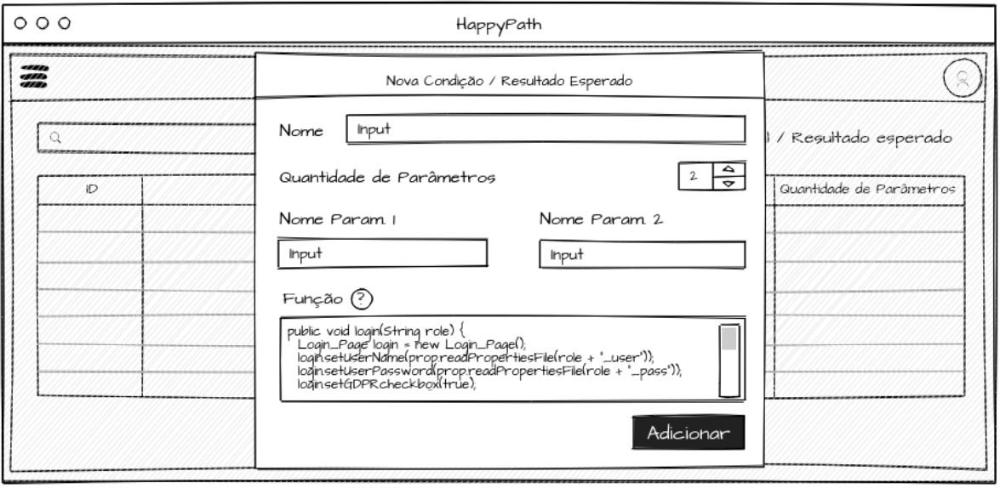 HappyPath
Nova Condição / Resultado Esperado
Nome
Input
/ Resultado esperado
Quantidade de Parâmetros
2
iD
Quantidade de Parâmetros
Nome Param. 1
Nome Param. 2
Input
Input
Função ?
public void login(String role) {
Login_Page login = new Login_Page();
login.setUserName(prop.readPropertiesFile(role + "_user"));
login.setUserPassword(prop.readPropertiesFile(role + "_pass"));
login.setGDPRcheckbox(true);
Adicionar